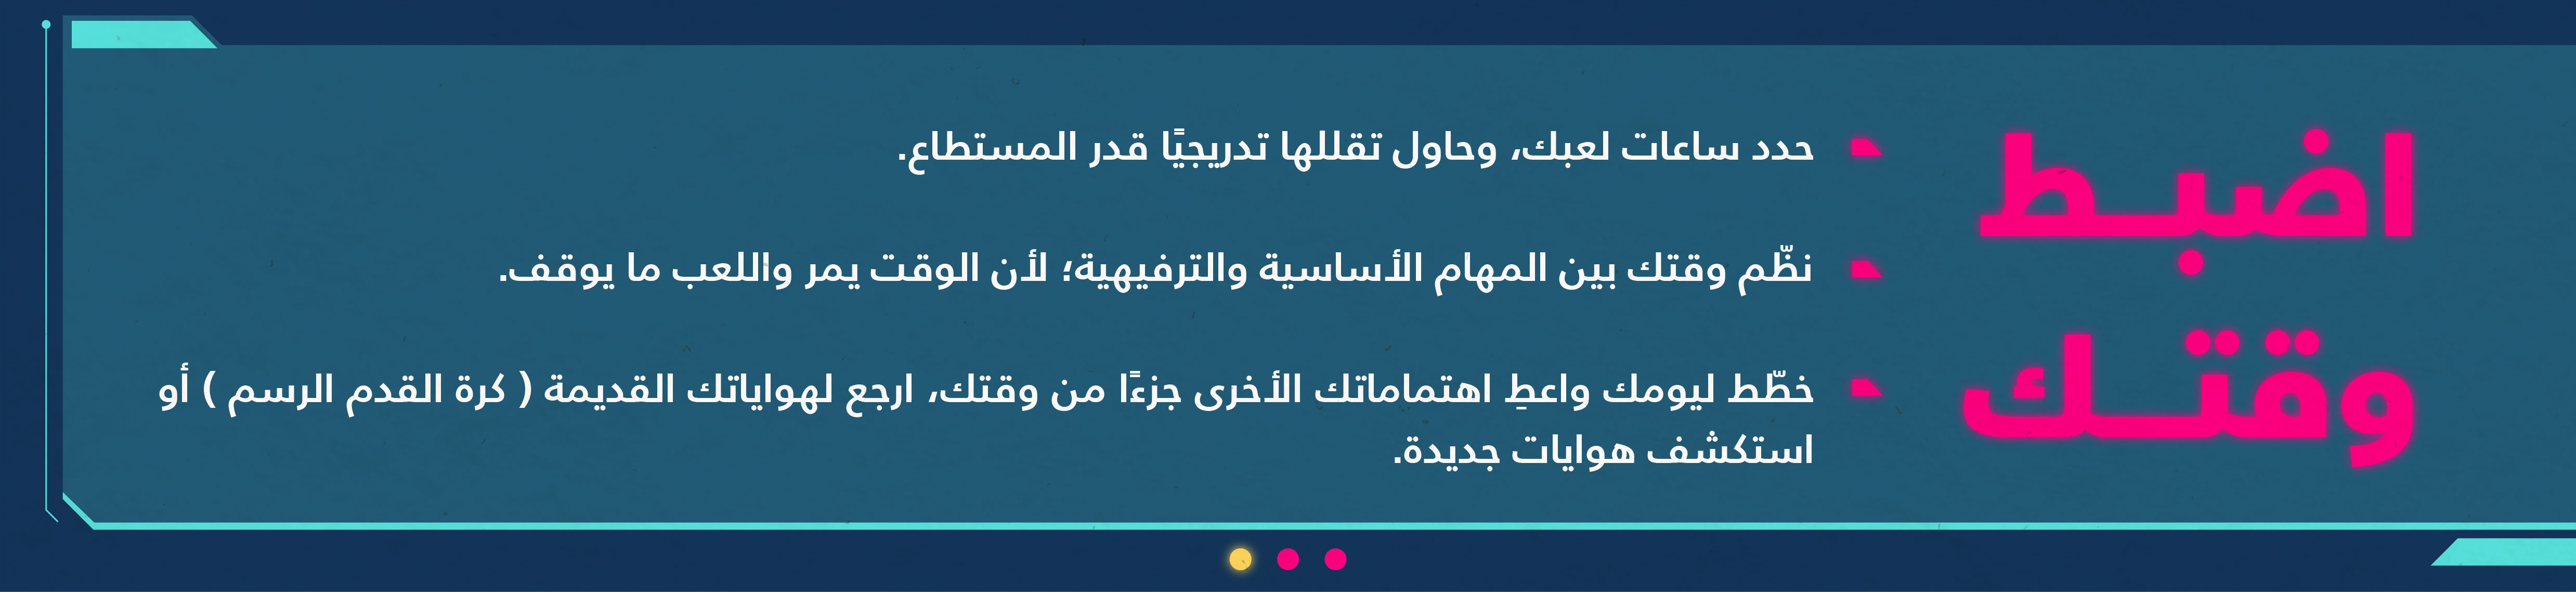 اضبــط
وقتــك
حدد ساعات لعبك، وحاول تقللها تدريجيًا قدر المستطاع.
نظّم وقتك بين المهام الأساسية والترفيهية؛ لأن الوقت يمر واللعب ما يوقف.
خطّط ليومك واعطِ اهتماماتك الأخرى جزءًا من وقتك، ارجع لهواياتك القديمة ( كرة القدم الرسم ) أو
استكشف هوايات جديدة.